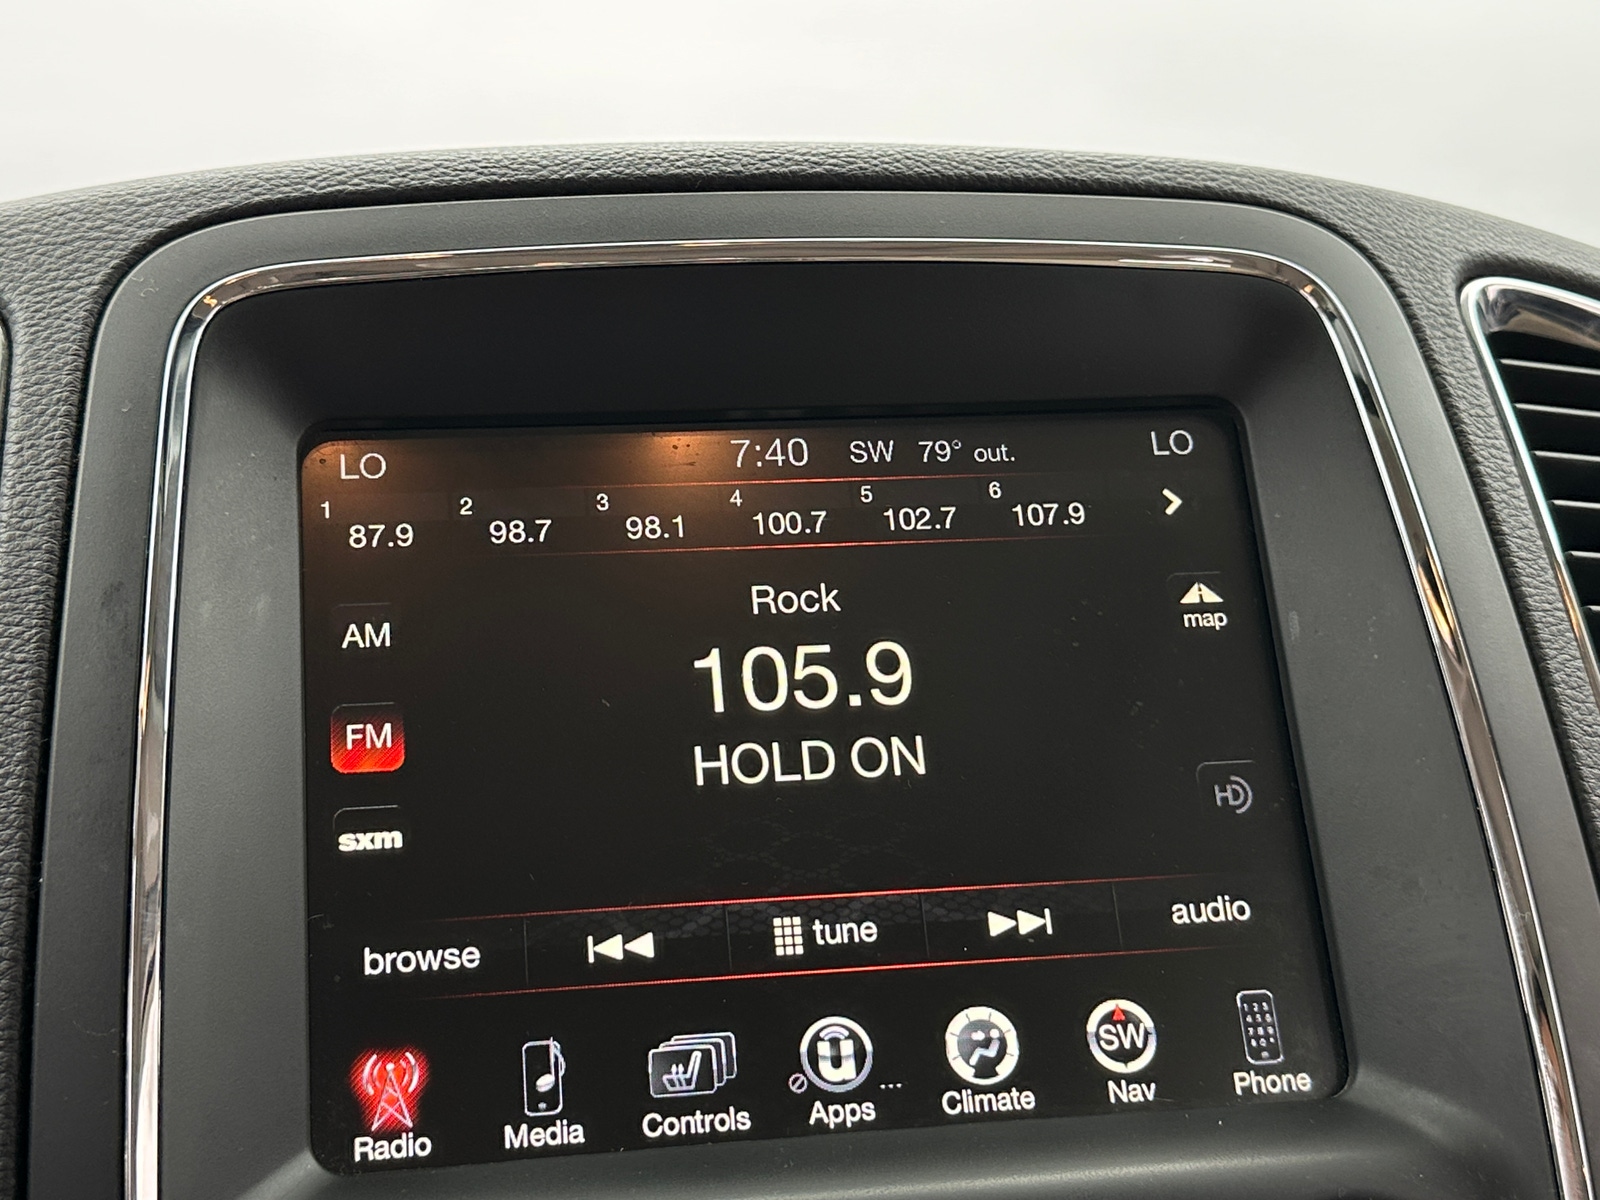 LO 7:40 SW 79° out. LO
1 87.9 2 98.7 3 98.1 4 100.7 5 102.7 6 107.9
Rock
map
AM
105.9
FM
HOLD ON
HD
sxm
browse tune audio
SW
Radio Media Controls Apps ... Climate Nav Phone